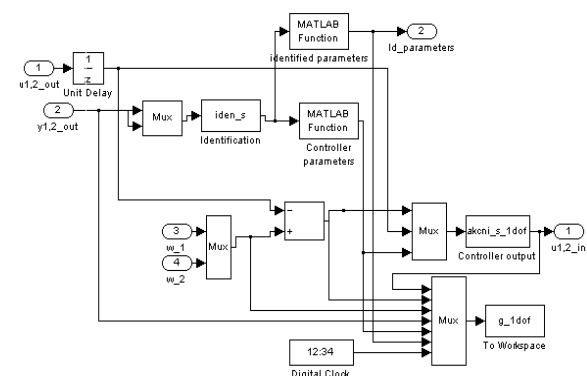 MATLAB
Function
identified parameters
2
Id_parameters
1
u1,2_out
1
z
Unit Delay
2
y1,2_out
Mux
iden_s
Identification
MATLAB
Function
Controller
parameters
3
w_1
4
w_2
Mux
−
+
Mux
akcni_s_1dof
Controller output
1
u1,2_in
Mux
g_1dof
To Workspace
12:34
Digital Clock